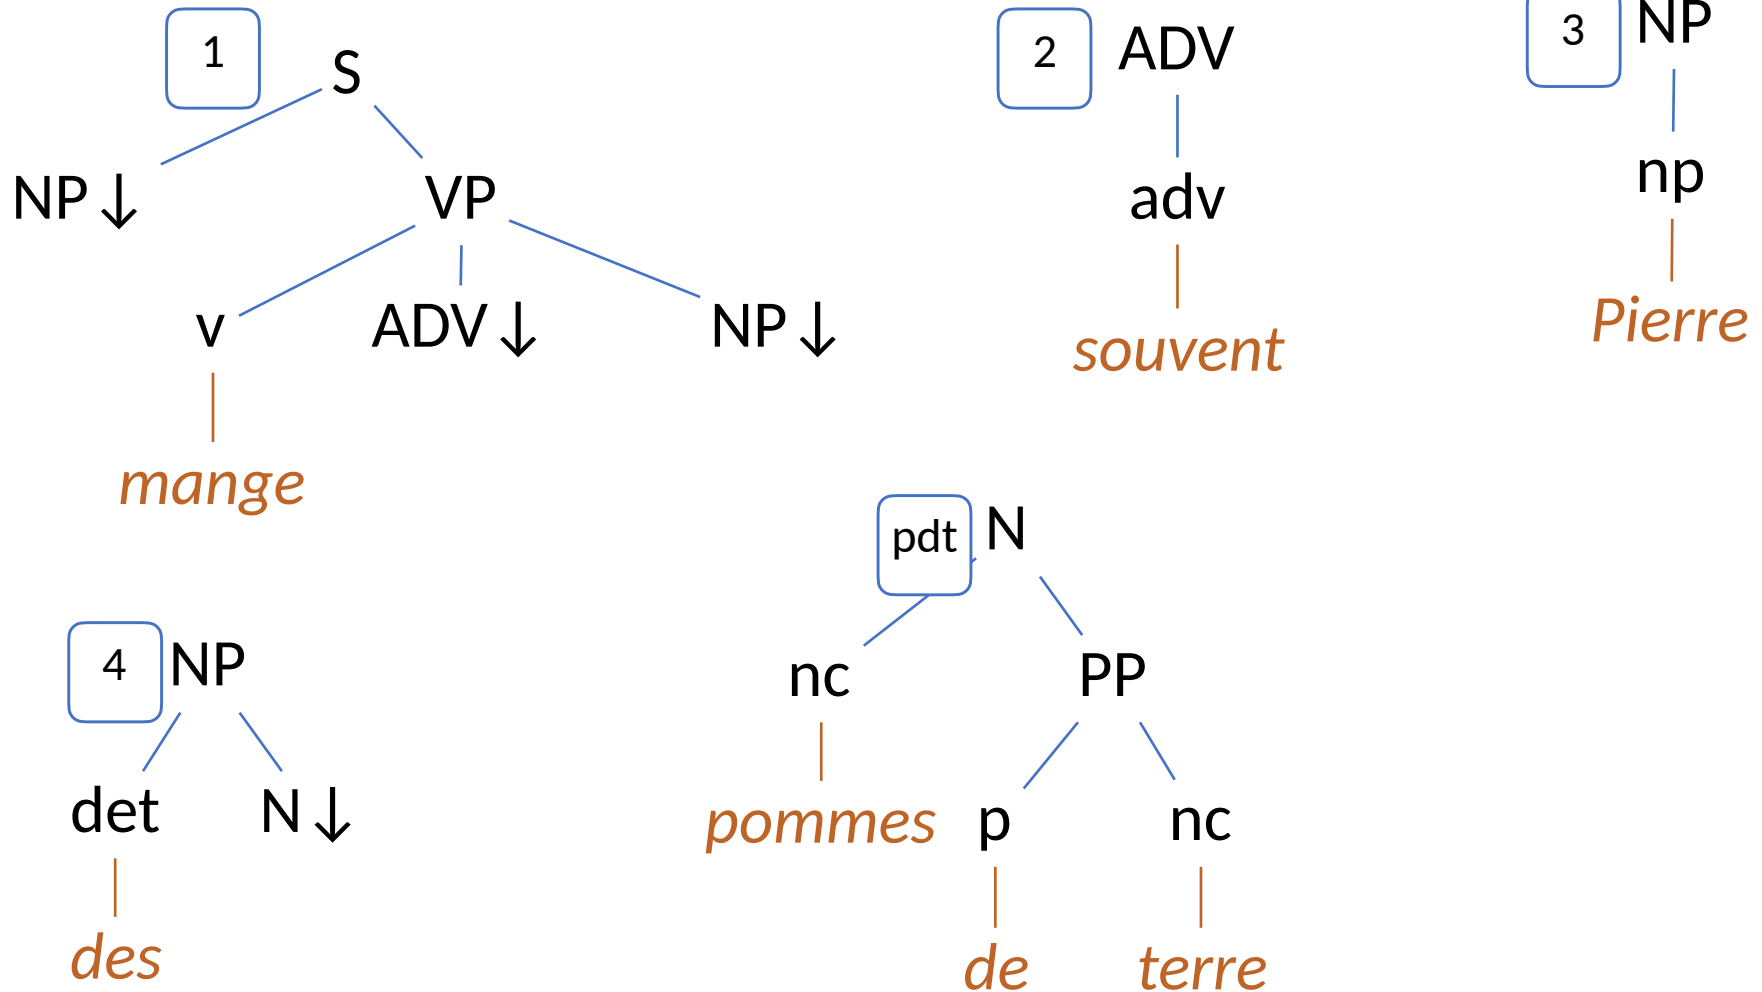 1 S
NP↓ VP
v ADV↓ NP↓
mange
2 ADV
adv
souvent
3 NP
np
Pierre
4 NP
det N↓
des
pdt N
nc PP
pommes p nc
de terre